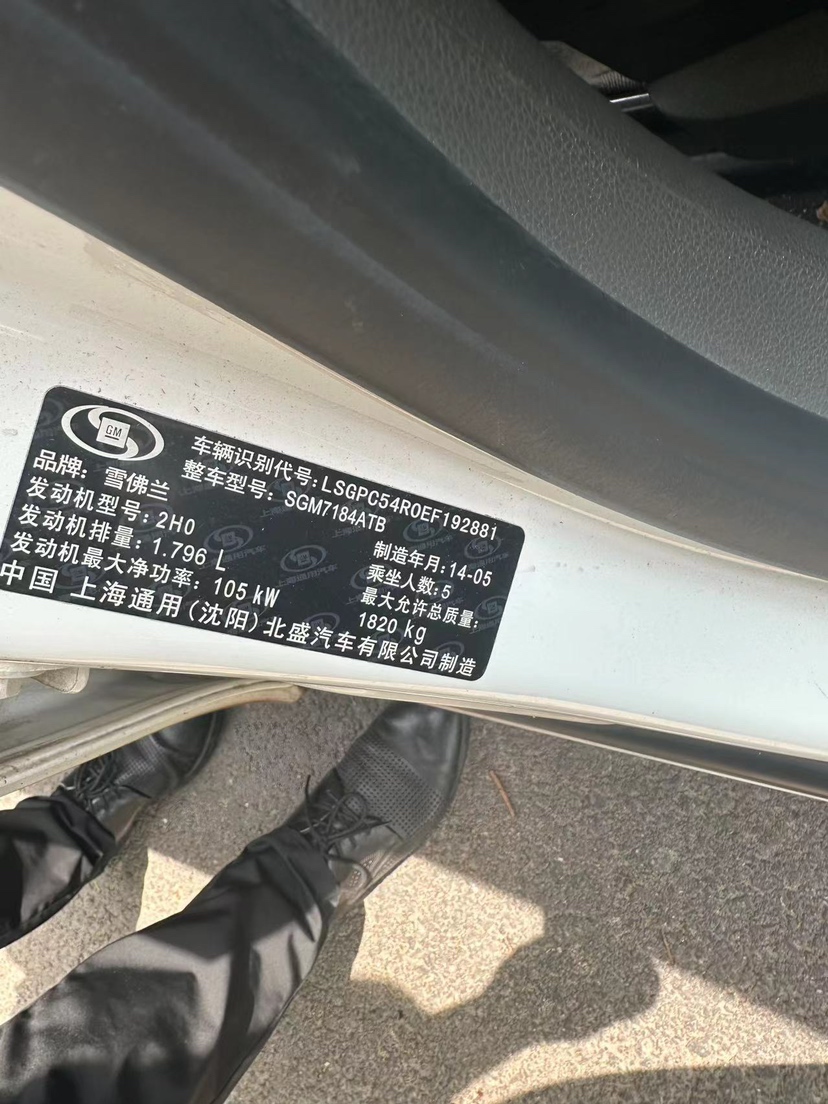 GM
车辆识别代号:LSGPC54R0EF192881
整车型号: SGM7184ATB
品牌: 雪佛兰
发动机型号: 2H0
发动机排量: 1.796 L
发动机最大净功率: 105 kW
制造年月:14-05
乘坐人数:5
最大允许总质量:
1820 kg
中国 上海通用(沈阳)北盛汽车有限公司制造